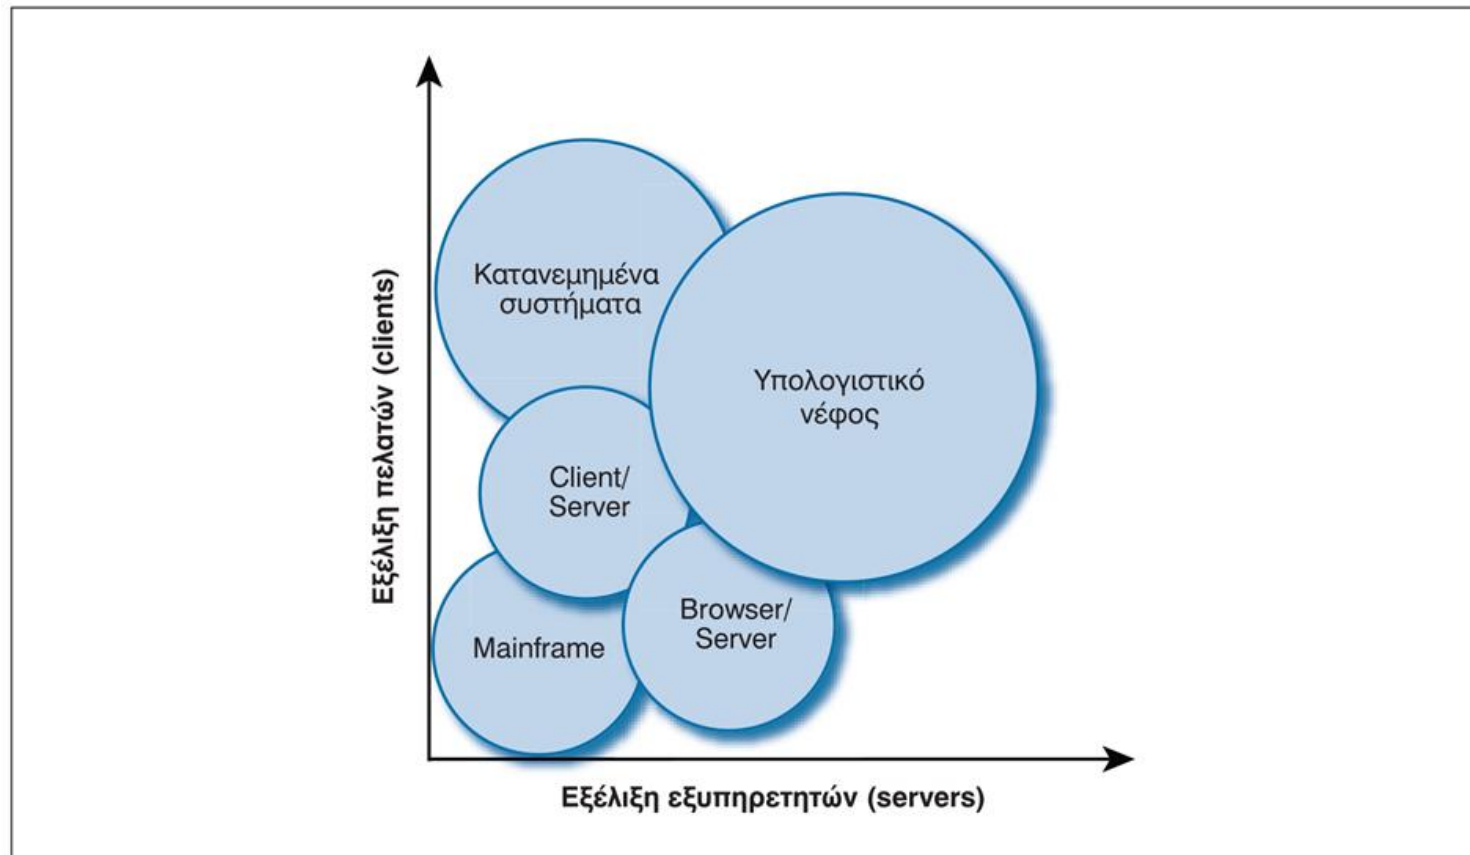 Εξέλιξη πελατών (clients)
Κατανεμημένα
συστήματα
Υπολογιστικό
νέφος
Client/
Server
Browser/
Server
Mainframe
Εξέλιξη εξυπηρετητών (servers)